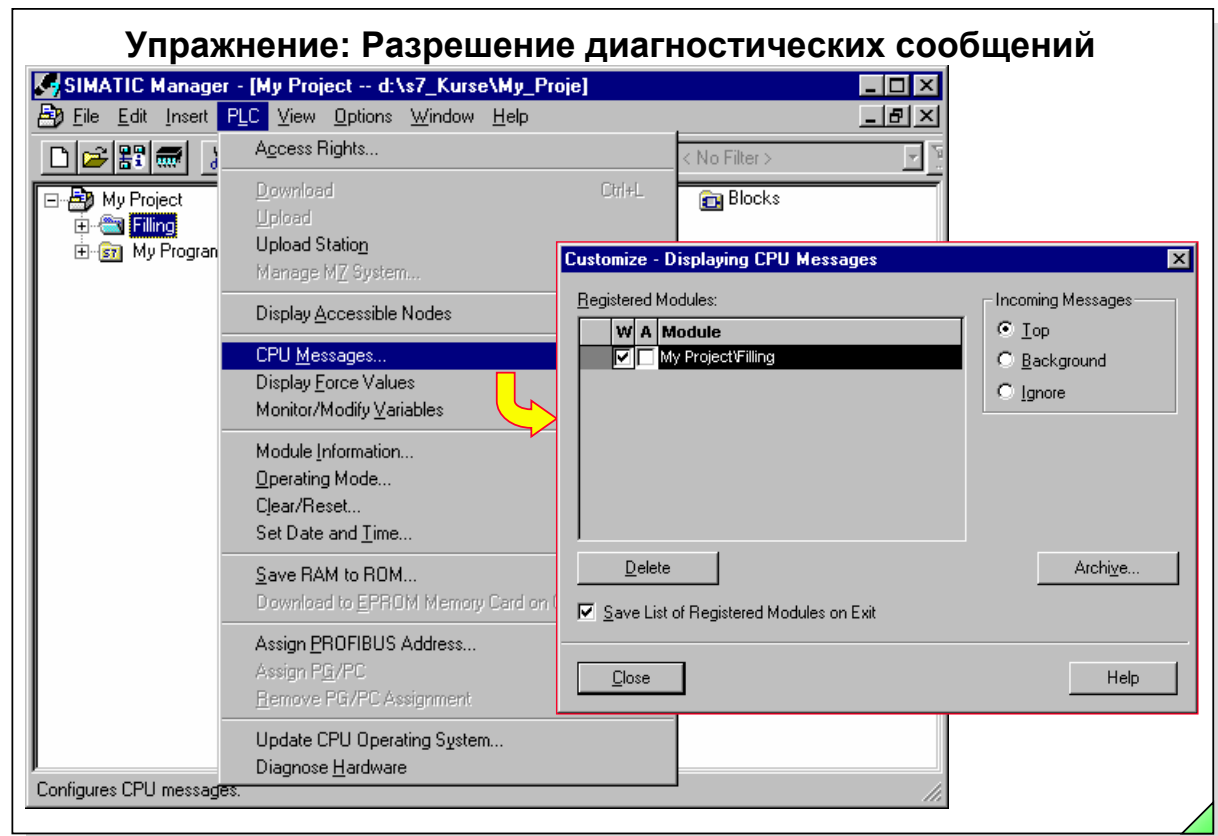 Упражнение: Разрешение диагностических сообщений
SIMATIC Manager - [My Project -- d:\s7_Kurse\My_Proje]
File Edit Insert PLC View Options Window Help
< No Filter >
My Project
Filling
My Progran
Blocks
Access Rights...
Download Ctrl+L
Upload
Upload Station
Manage M7 System...
Display Accessible Nodes
CPU Messages...
Display Force Values
Monitor/Modify Variables
Module Information...
Operating Mode...
Clear/Reset...
Set Date and Time...
Save RAM to ROM...
Download to EPROM Memory Card on
Assign PROFIBUS Address...
Assign PG/PC
Remove PG/PC Assignment
Update CPU Operating System...
Diagnose Hardware
Configures CPU messages.
Customize - Displaying CPU Messages
Registered Modules:
W A Module
My Project\Filling
Incoming Messages
Top
Background
Ignore
Delete
Archive...
Save List of Registered Modules on Exit
Close
Help